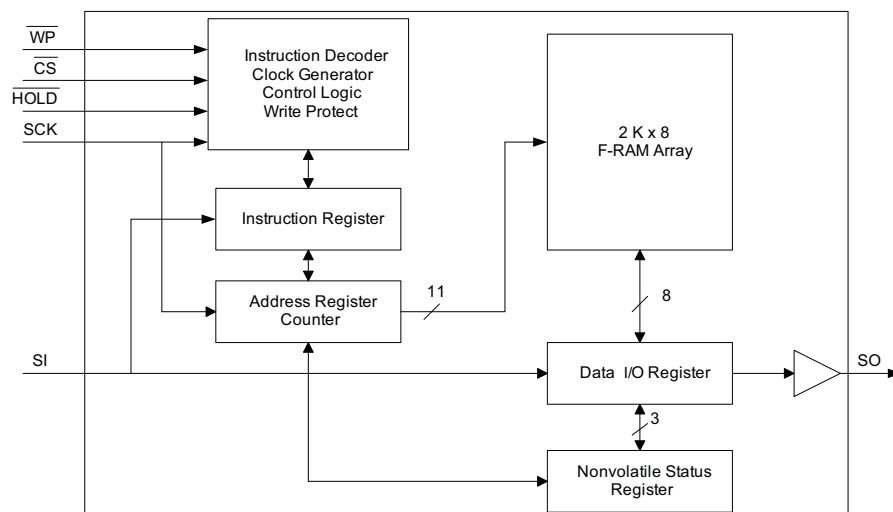 WP
CS
HOLD
SCK
Instruction Decoder
Clock Generator
Control Logic
Write Protect
2 K x 8
F-RAM Array
Instruction Register
Address Register
Counter
11
8
SI
Data I/O Register
SO
3
Nonvolatile Status
Register